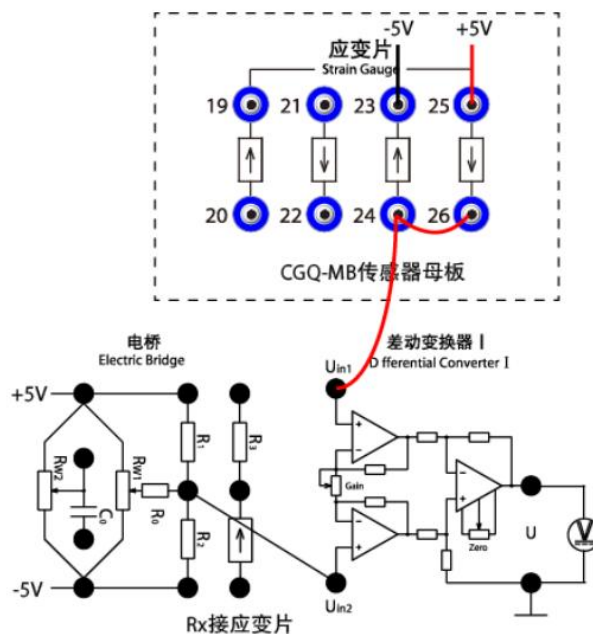 -5V
+5V
应变片
Strain Gauge
19
21
23
25
20
22
24
26
CGQ-MB传感器母板
电桥
Electric Bridge
差动变换器 I
D fferential Converter I
Uin1
+5V
R1
R3
RW2
RW1
R0
C0
R2
Gain
Zero
+
-
-
+
-
+
U
V
-5V
Uin2
Rx接应变片